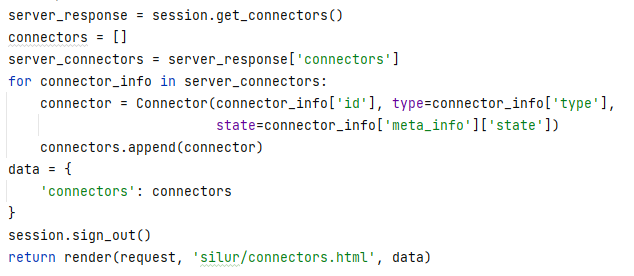 server_response = session.get_connectors()
connectors = []
server_connectors = server_response['connectors']
for connector_info in server_connectors:
    connector = Connector(connector_info['id'], type=connector_info['type'],
                          state=connector_info['meta_info']['state'])
    connectors.append(connector)
data = {
    'connectors': connectors
}
session.sign_out()
return render(request, 'silur/connectors.html', data)